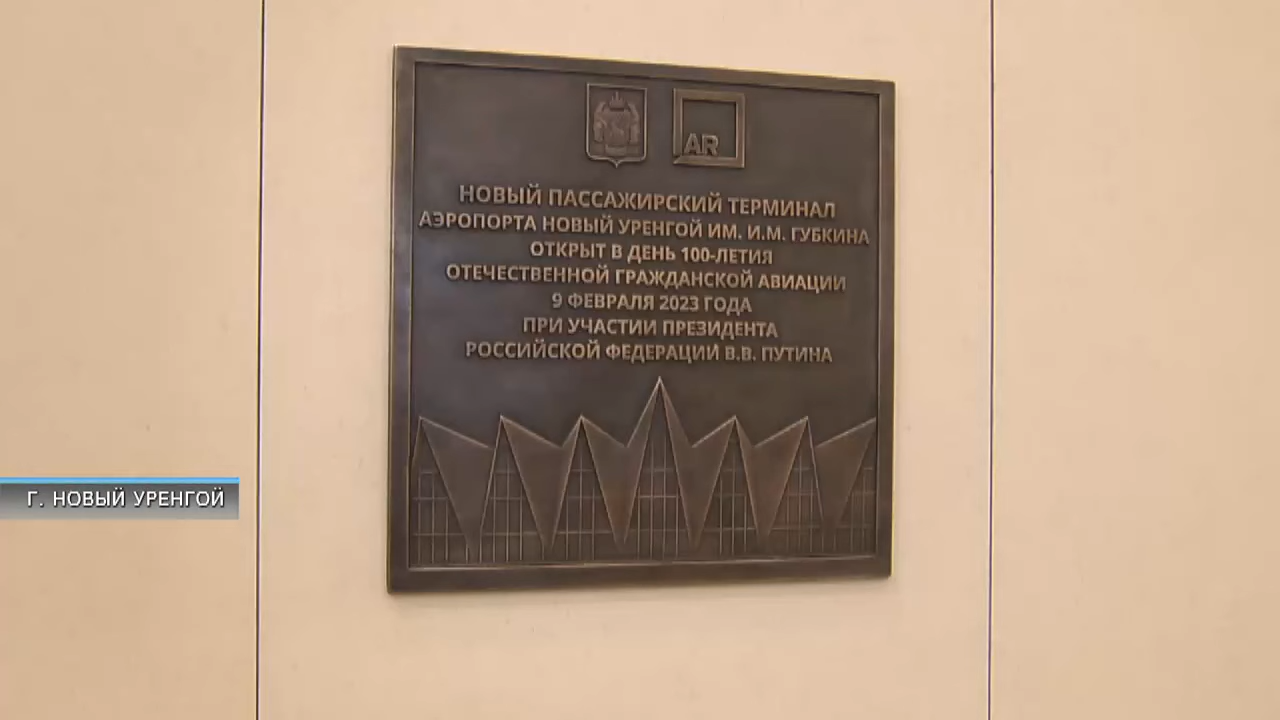 AR
НОВЫЙ ПАССАЖИРСКИЙ ТЕРМИНАЛ
АЭРОПОРТА НОВЫЙ УРЕНГОЙ ИМ. И.М. ГУБКИНА
ОТКРЫТ В ДЕНЬ 100-ЛЕТИЯ
ОТЕЧЕСТВЕННОЙ ГРАЖДАНСКОЙ АВИАЦИИ
9 ФЕВРАЛЯ 2023 ГОДА
ПРИ УЧАСТИИ ПРЕЗИДЕНТА
РОССИЙСКОЙ ФЕДЕРАЦИИ В.В. ПУТИНА
Г. НОВЫЙ УРЕНГОЙ